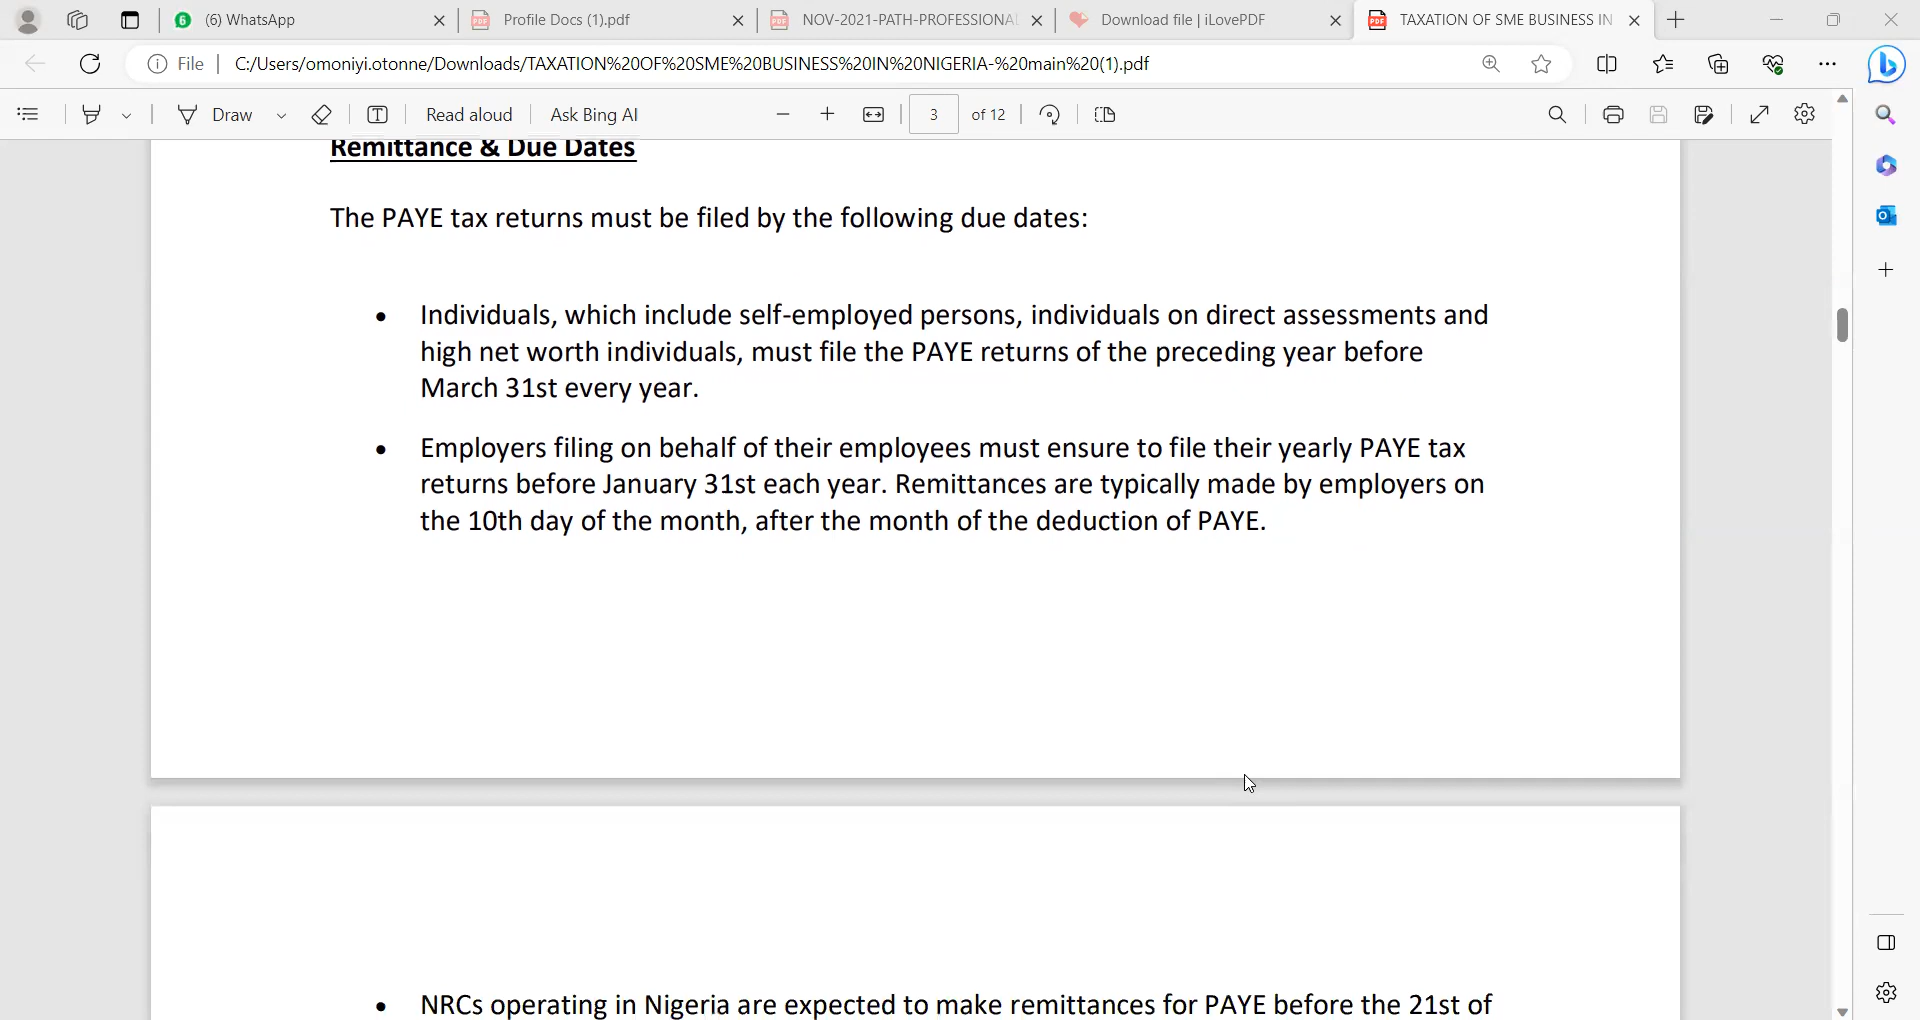 (6) WhatsApp
Profile Docs (1).pdf
NOV-2021-PATH-PROFESSIONAL
Download file | iLovePDF
TAXATION OF SME BUSINESS IN
File
C:/Users/omoniyi.otonne/Downloads/TAXATION%20OF%20SME%20BUSINESS%20IN%20NIGERIA-%20main%20(1).pdf
Draw
Read aloud
Ask Bing AI
3
of 12
Remittance & Due Dates
The PAYE tax returns must be filed by the following due dates:
• Individuals, which include self-employed persons, individuals on direct assessments and
high net worth individuals, must file the PAYE returns of the preceding year before
March 31st every year.
• Employers filing on behalf of their employees must ensure to file their yearly PAYE tax
returns before January 31st each year. Remittances are typically made by employers on
the 10th day of the month, after the month of the deduction of PAYE.
• NRCs operating in Nigeria are expected to make remittances for PAYE before the 21st of